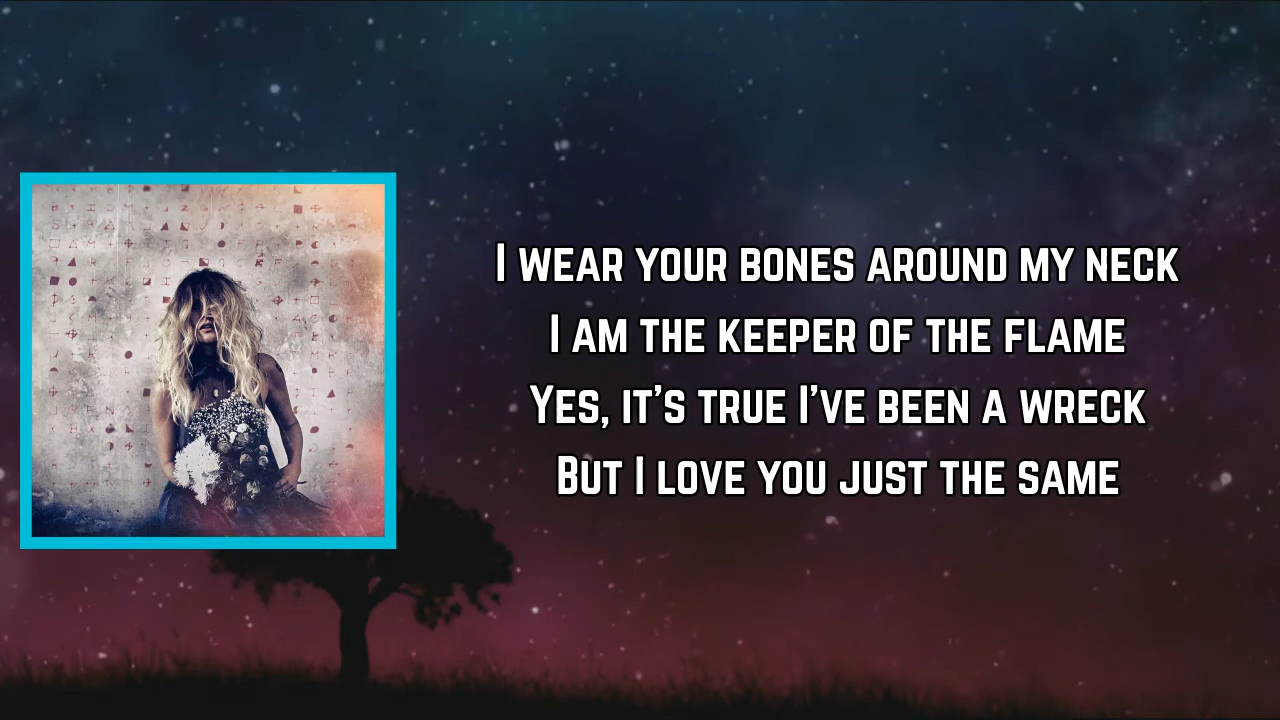 I wear your bones around my neck
I am the keeper of the flame
Yes, it's true I've been a wreck
But I love you just the same